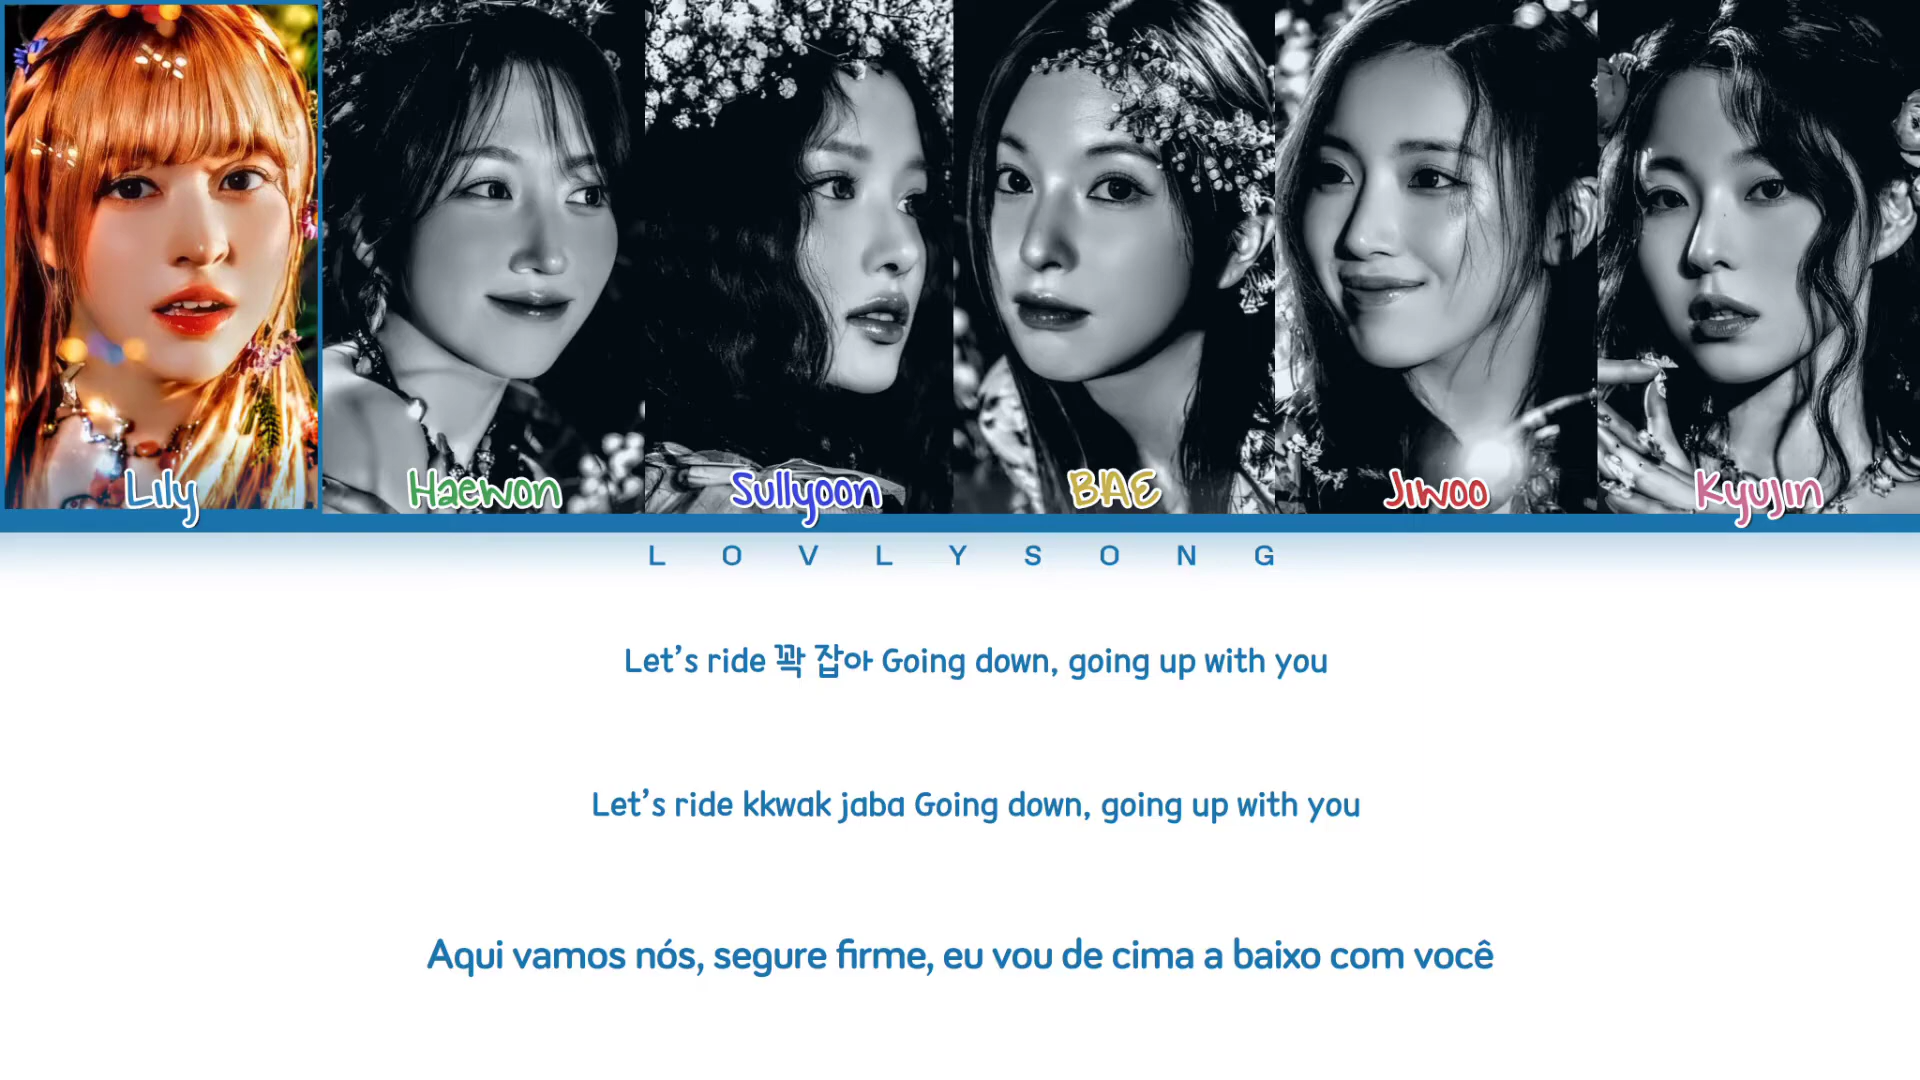 Lily Haewon Sullyoon BAE Jiwoo Kyujin
LOVLYSONG
Let’s ride 꽉 잡아 Going down, going up with you
Let’s ride kkwak jaba Going down, going up with you
Aqui vamos nós, segure firme, eu vou de cima a baixo com você